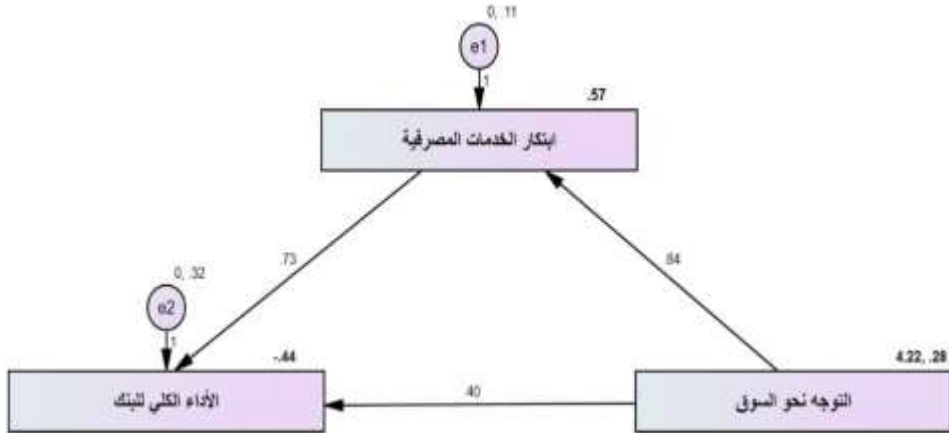 0, .11
e1
1
.57
ابتكار الخدمات المصرفية
.73
.84
0, .32
e2
1
-.44
4.22, .28
الأداء الكلي للبنك
.40
التوجه نحو السوق